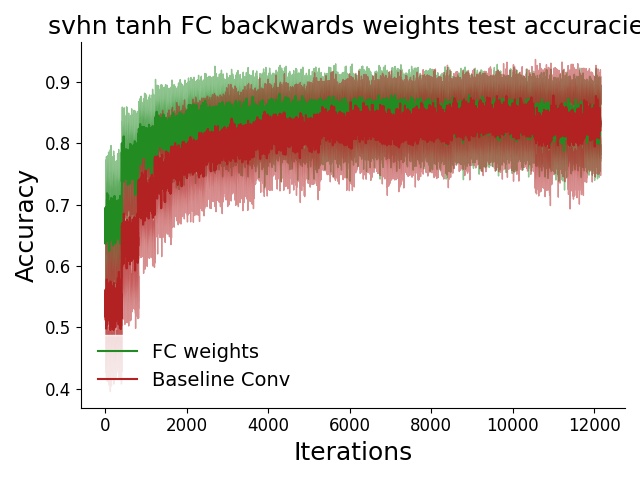 svhn tanh FC backwards weights test accuracie
Accuracy
0.9
0.8
0.7
0.6
0.5
0.4
FC weights
Baseline Conv
0 2000 4000 6000 8000 10000 12000
Iterations